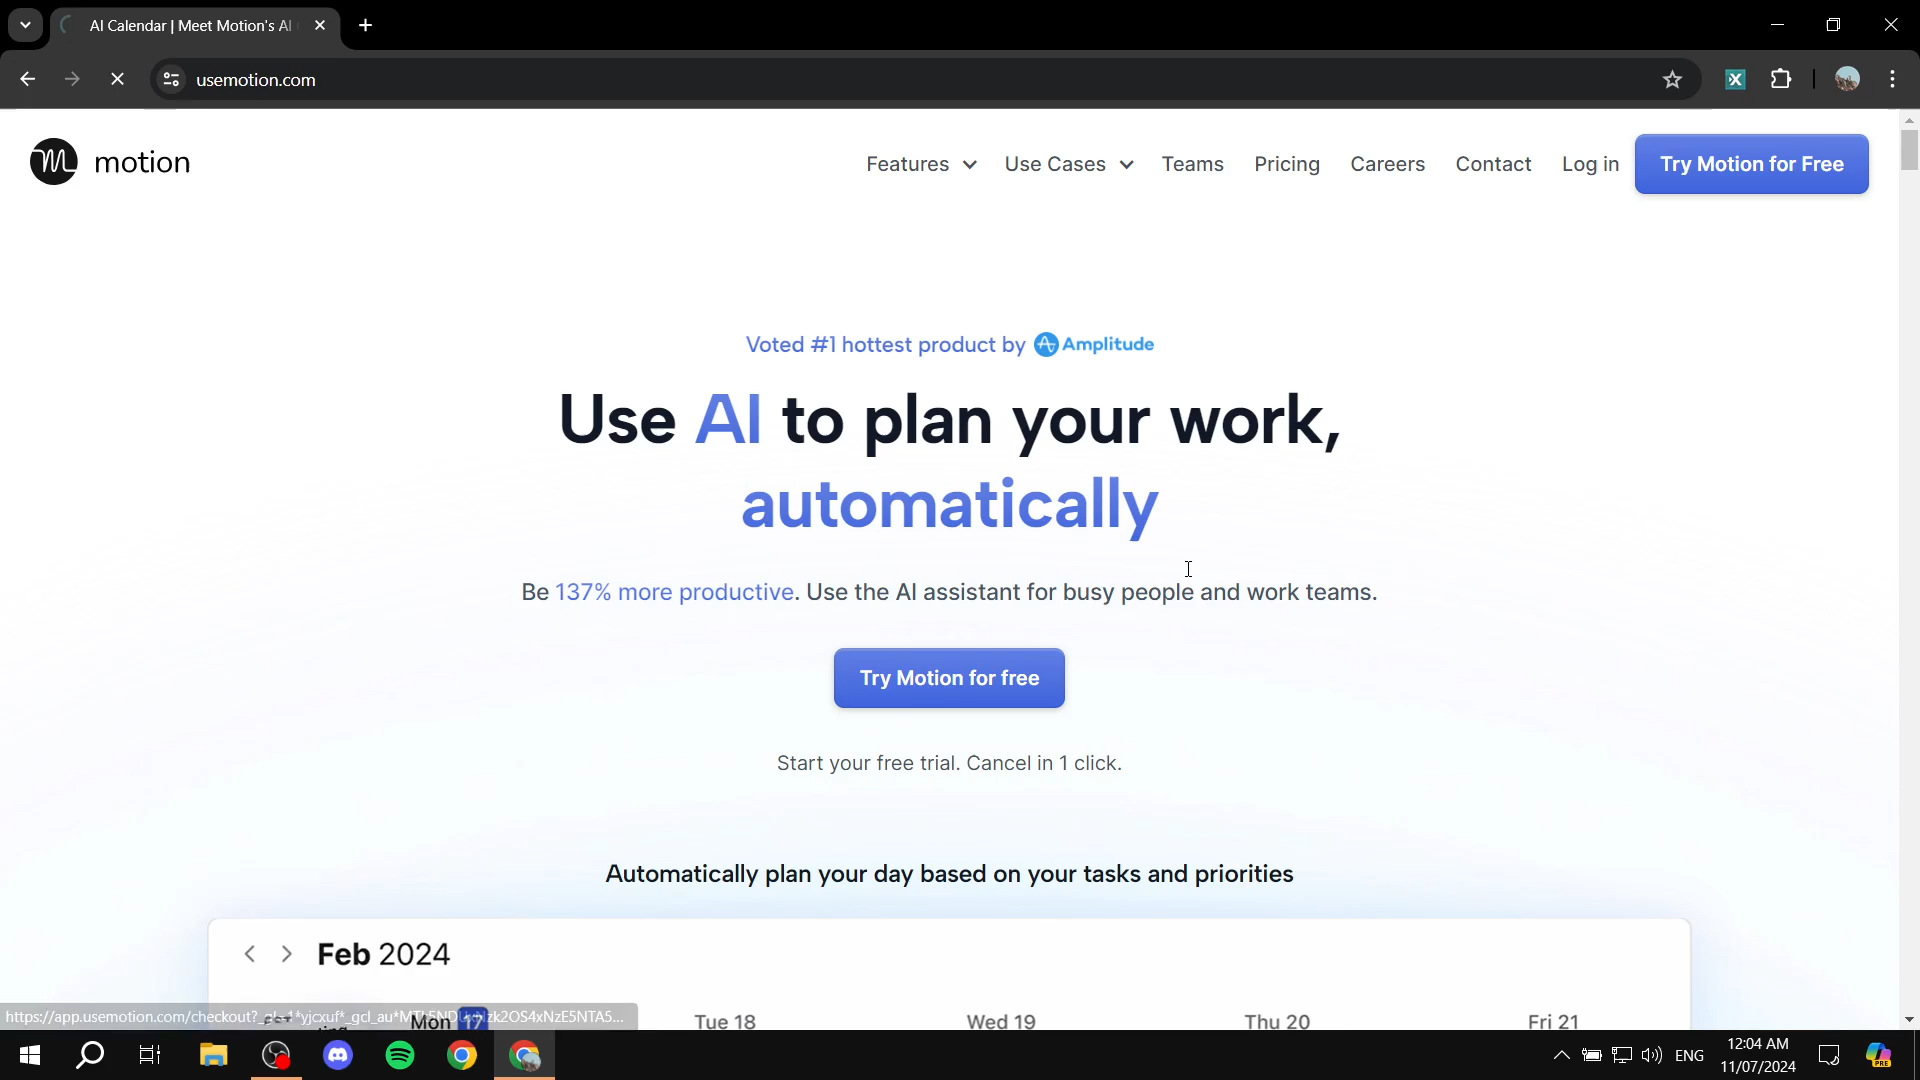 AI Calendar | Meet Motion's AI
usemotion.com
motion
Features
Use Cases
Teams
Pricing
Careers
Contact
Log in
Try Motion for Free
Voted #1 hottest product by Amplitude
Use AI to plan your work,
automatically
Be 137% more productive. Use the AI assistant for busy people and work teams.
Try Motion for free
Start your free trial. Cancel in 1 click.
Automatically plan your day based on your tasks and priorities
Feb 2024
Mon 17
Tue 18
Wed 19
Thu 20
Fri 21
ENG
12:04 AM
11/07/2024